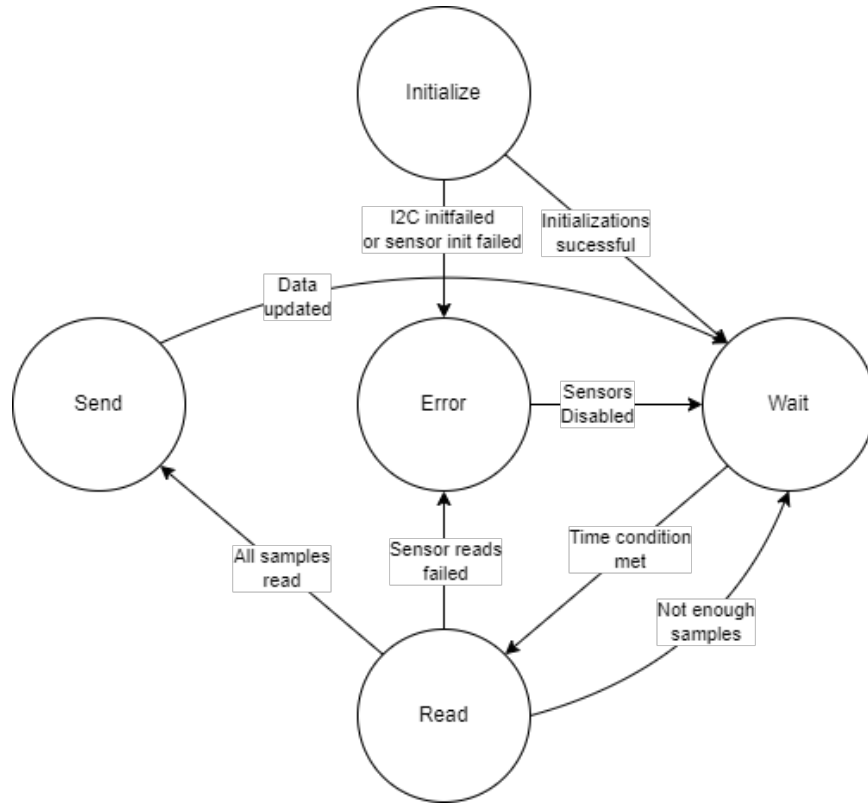 Initialize
I2C initfailed
or sensor init failed
Initializations
sucessful
Data
updated
Send
Error
Sensors
Disabled
Wait
All samples
read
Sensor reads
failed
Time condition
met
Not enough
samples
Read